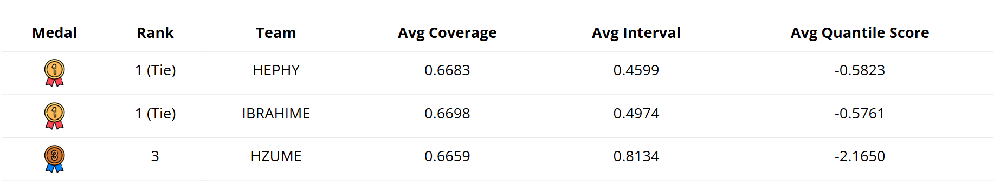 Medal Rank Team Avg Coverage Avg Interval Avg Quantile Score
1 1 (Tie) HEPHY 0.6683 0.4599 -0.5823
1 1 (Tie) IBRAHIME 0.6698 0.4974 -0.5761
3 3 HZUME 0.6659 0.8134 -2.1650